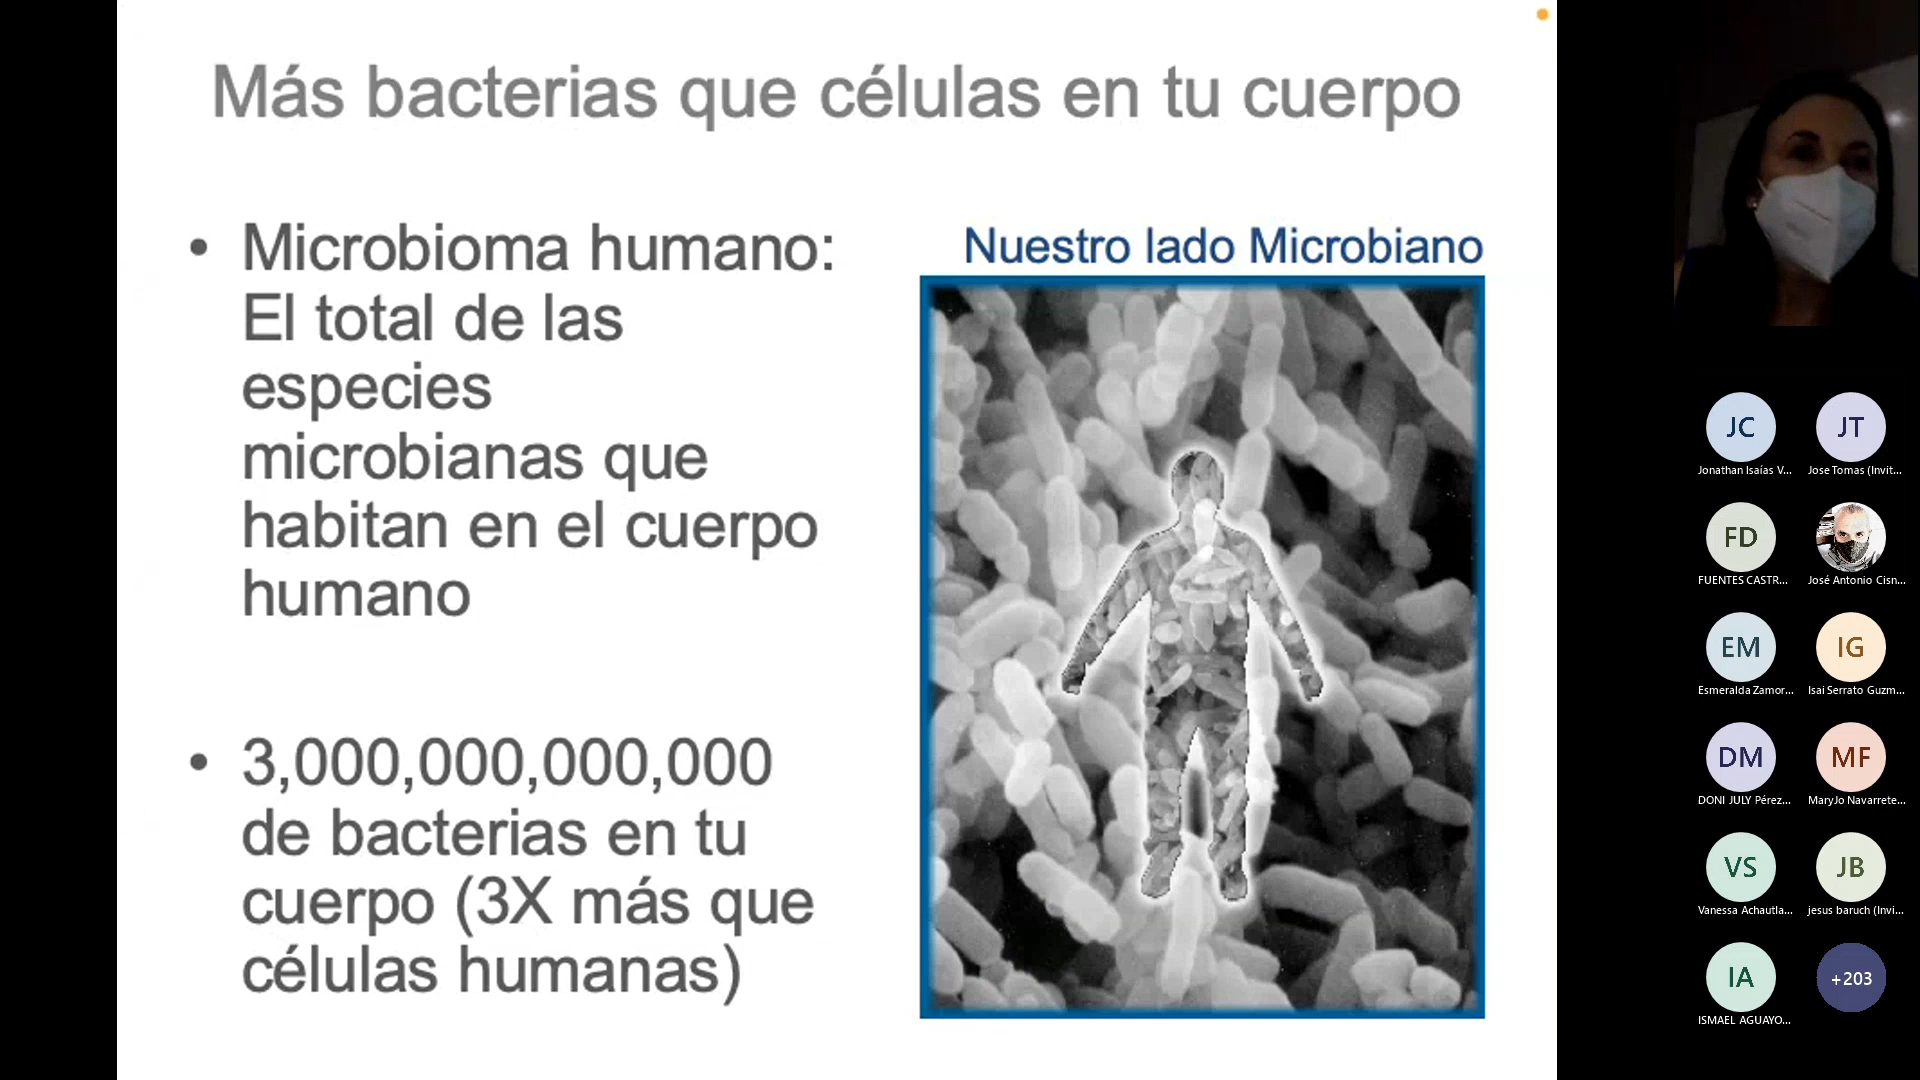 Más bacterias que células en tu cuerpo
• Microbioma humano:
El total de las
especies
microbianas que
habitan en el cuerpo
humano
• 3,000,000,000,000
de bacterias en tu
cuerpo (3X más que
células humanas)
Nuestro lado Microbiano
JC
JT
Jonathan Isaías V...
Jose Tomas (Invit...
FD
FUENTES CASTR...
José Antonio Cisn...
EM
IG
Esmeralda Zamor...
Isai Serrato Guzm...
DM
MF
DONI JULY Pérez...
MaryJo Navarrete...
VS
JB
Vanessa Achautla...
jesus baruch (Invi...
IA
+203
ISMAEL AGUAYO...